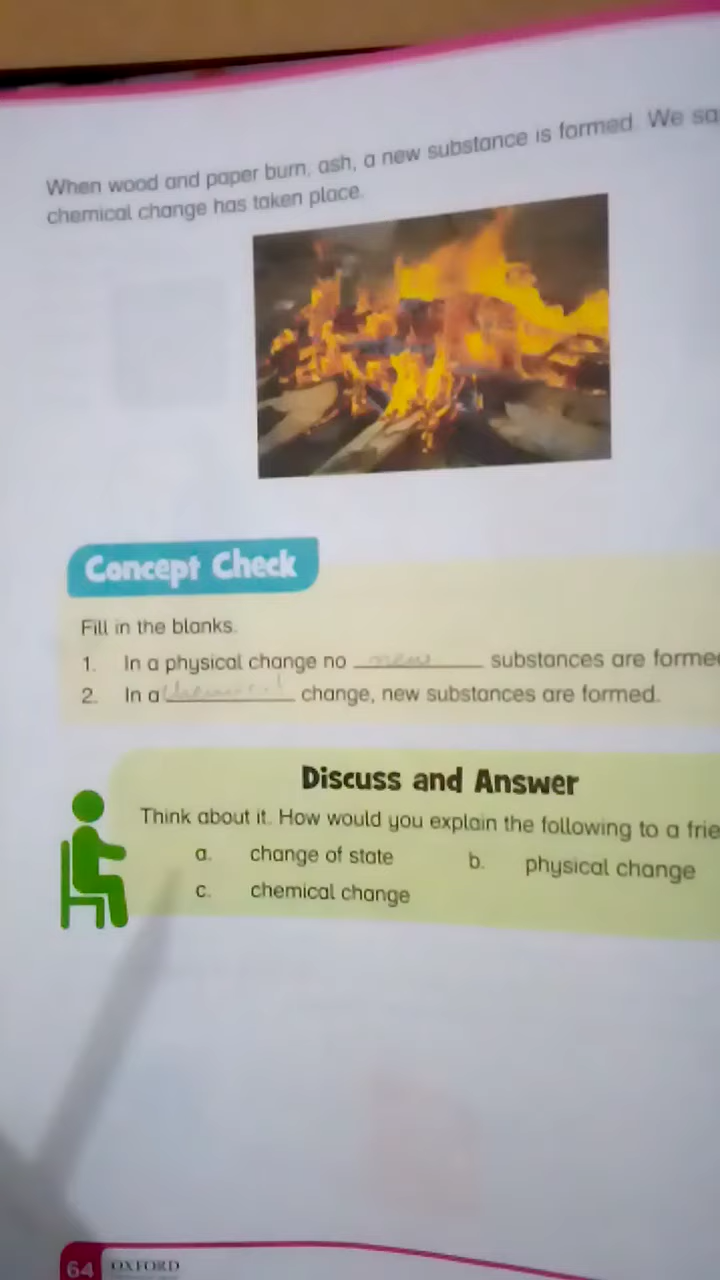 When wood and paper burn, ash, a new substance is formed. We sa
chemical change has taken place.
Concept Check
Fill in the blanks.
1. In a physical change no new substances are forme
2. In a chemical change, new substances are formed.
Discuss and Answer
Think about it. How would you explain the following to a frie
a. change of state b. physical change
c. chemical change
64 OXFORD